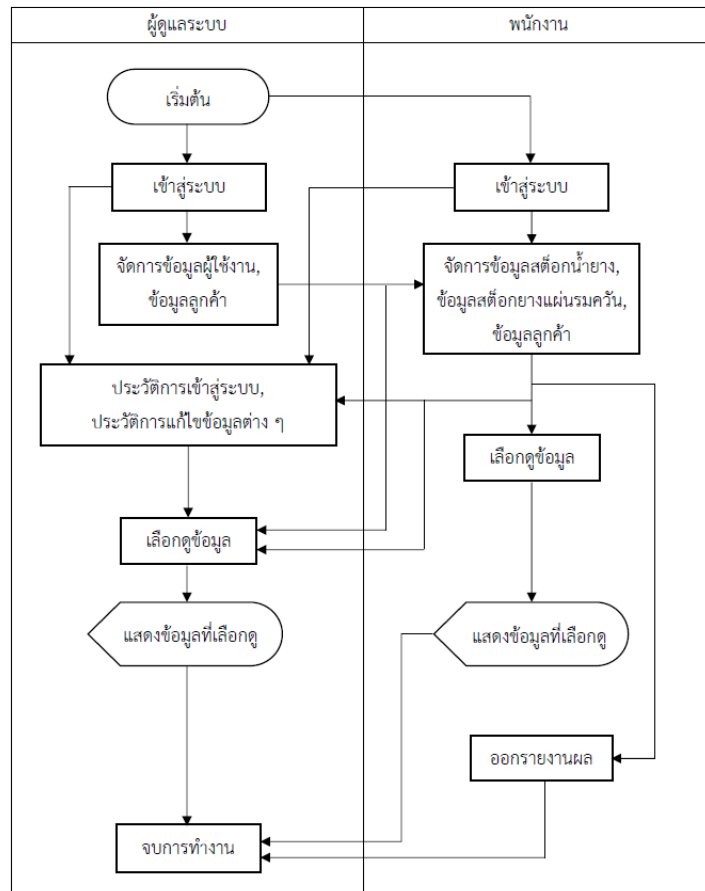 ผู้ดูแลระบบ
พนักงาน
เริ่มต้น
เข้าสู่ระบบ
เข้าสู่ระบบ
จัดการข้อมูลผู้ใช้งาน,
ข้อมูลลูกค้า
จัดการข้อมูลสต็อกน้ำยาง,
ข้อมูลสต็อกยางแผ่นรมควัน,
ข้อมูลลูกค้า
ประวัติการเข้าสู่ระบบ,
ประวัติการแก้ไขข้อมูลต่าง ๆ
เลือกดูข้อมูล
เลือกดูข้อมูล
แสดงข้อมูลที่เลือกดู
แสดงข้อมูลที่เลือกดู
ออกรายงานผล
จบการทำงาน